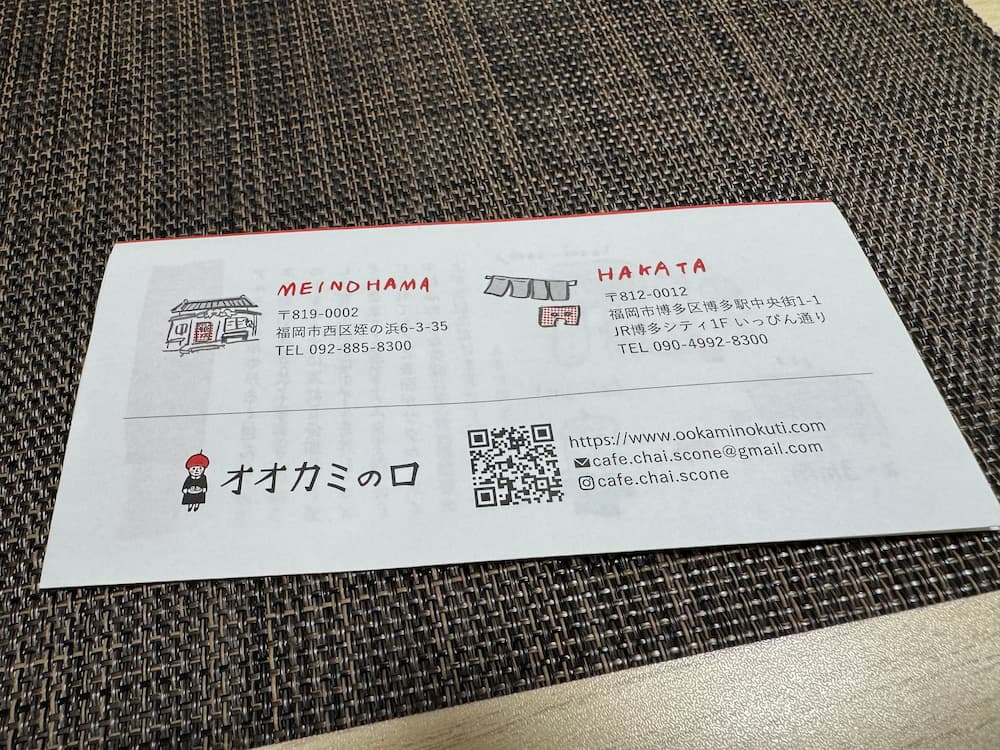 MEINOHAMA
〒819-0002
福岡市西区姪の浜6-3-35
TEL 092-885-8300
HAKATA
〒812-0012
福岡市博多区博多駅中央街1-1
JR博多シティ1F いっぴん通り
TEL 090-4992-8300
オオカミの口
https://www.ookaminokuti.com
cafe.chai.scone@gmail.com
cafe.chai.scone